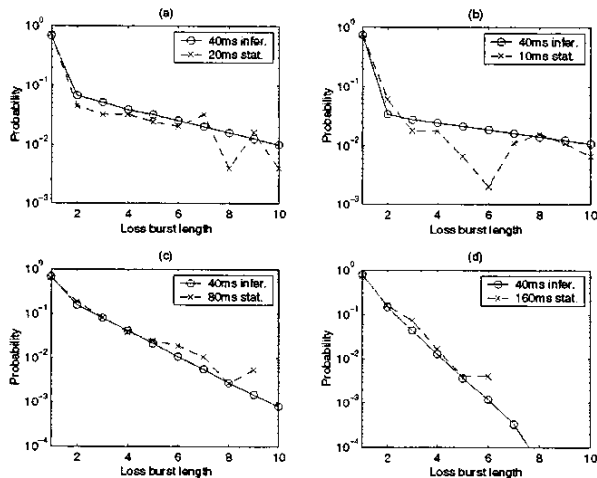 (a)
10^0
10^-1
10^-2
10^-3
Probability
40ms infer.
20ms stat.
2 4 6 8 10
Loss burst length
(b)
10^0
10^-1
10^-2
10^-3
Probability
40ms infer.
10ms stat.
2 4 6 8 10
Loss burst length
(c)
10^0
10^-1
10^-2
10^-3
10^-4
Probability
40ms infer.
80ms stat.
2 4 6 8 10
Loss burst length
(d)
10^0
10^-1
10^-2
10^-3
10^-4
Probability
40ms infer.
160ms stat.
2 4 6 8 10
Loss burst length